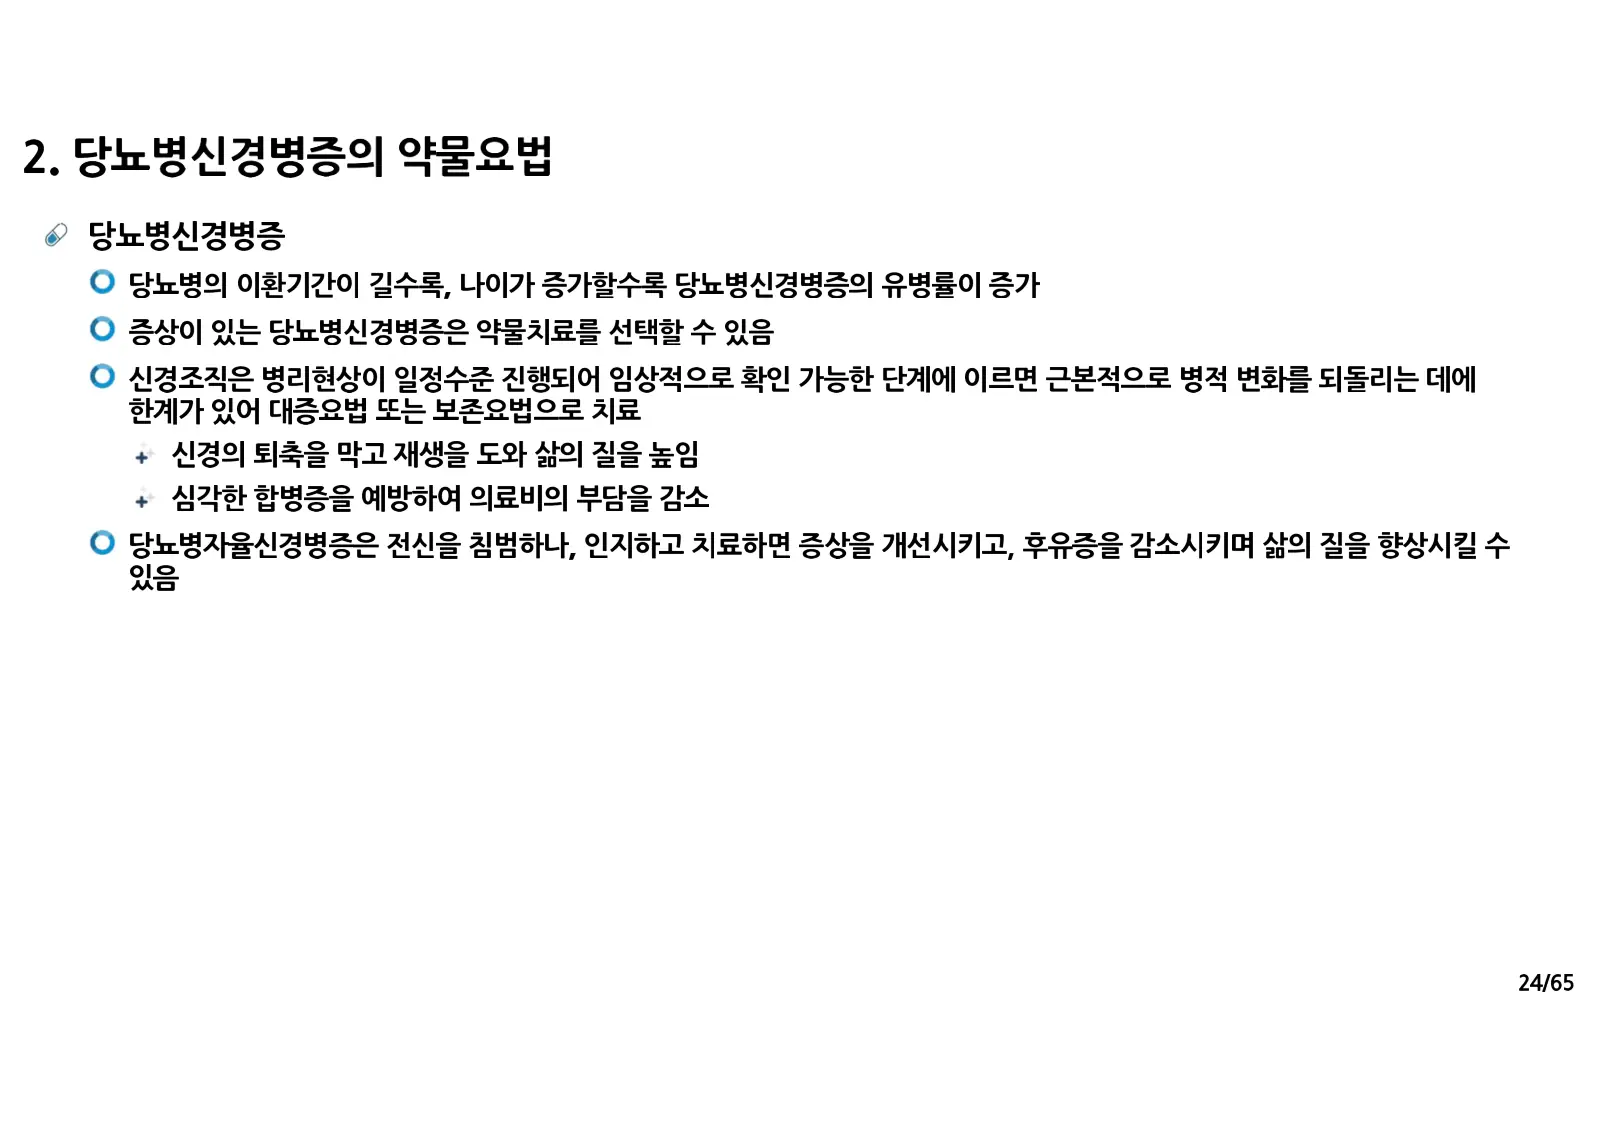 2. 당뇨병신경병증의 약물요법
당뇨병신경병증
당뇨병의 이환기간이 길수록, 나이가 증가할수록 당뇨병신경병증의 유병률이 증가
증상이 있는 당뇨병신경병증은 약물치료를 선택할 수 있음
신경조직은 병리현상이 일정수준 진행되어 임상적으로 확인 가능한 단계에 이르면 근본적으로 병적 변화를 되돌리는 데에
한계가 있어 대증요법 또는 보존요법으로 치료
신경의 퇴축을 막고 재생을 도와 삶의 질을 높임
심각한 합병증을 예방하여 의료비의 부담을 감소
당뇨병자율신경병증은 전신을 침범하나, 인지하고 치료하면 증상을 개선시키고, 후유증을 감소시키며 삶의 질을 향상시킬 수
있음
24/65